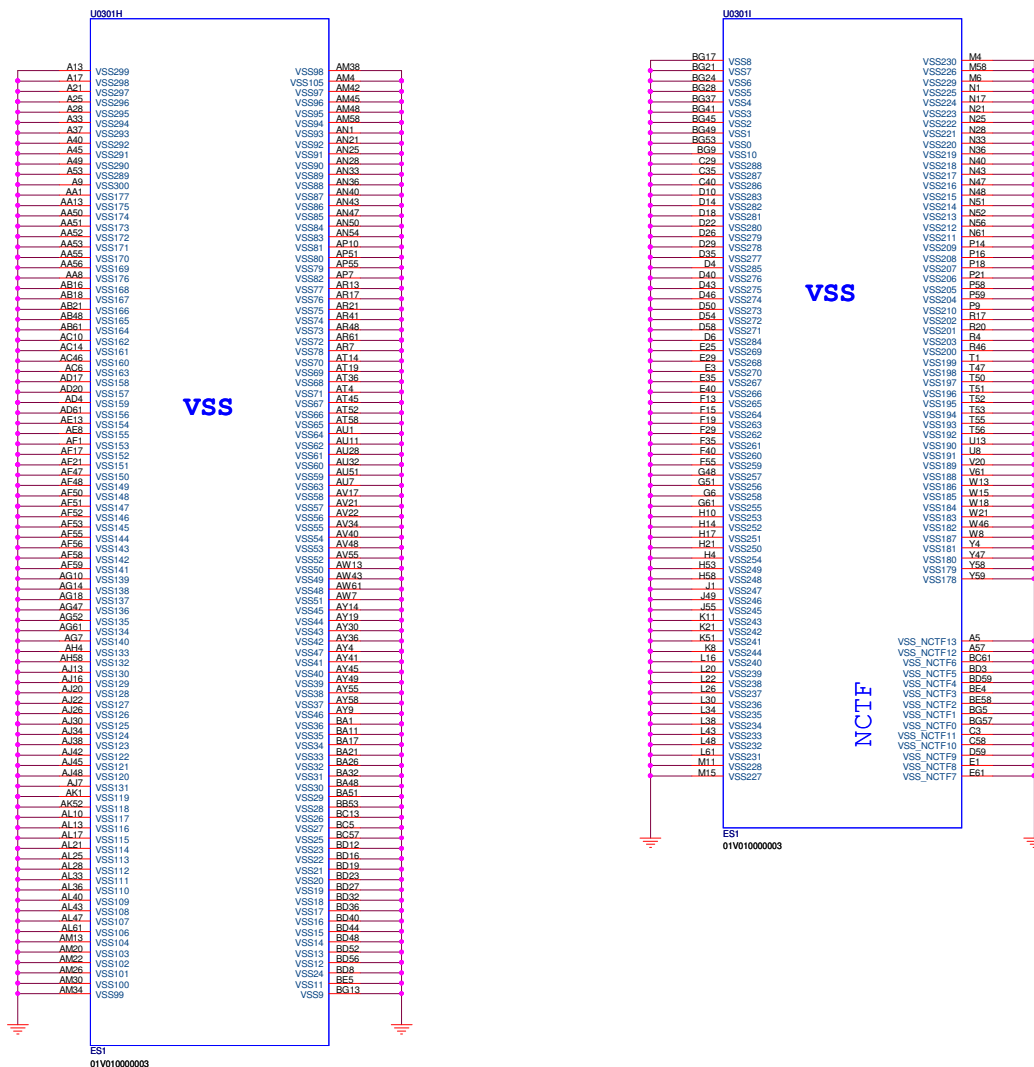 U0301H
A13 VSS299
A17 VSS298
A21 VSS297
A25 VSS296
A28 VSS295
A33 VSS294
A37 VSS293
A40 VSS292
A45 VSS291
A49 VSS290
A53 VSS289
A9 VSS300
AA1 VSS177
AA13 VSS175
AA50 VSS174
AA51 VSS173
AA52 VSS172
AA53 VSS171
AA55 VSS170
AA56 VSS169
AA8 VSS176
AB16 VSS168
AB18 VSS167
AB21 VSS166
AB48 VSS165
AB61 VSS164
AC10 VSS162
AC14 VSS161
AC46 VSS160
AC6 VSS163
AD17 VSS158
AD20 VSS157
AD4 VSS159
AD61 VSS156
AE13 VSS154
AE8 VSS155
AF1 VSS153
AF17 VSS152
AF21 VSS151
AF47 VSS150
AF48 VSS149
AF50 VSS148
AF51 VSS147
AF52 VSS146
AF53 VSS145
AF55 VSS144
AF56 VSS143
AF58 VSS142
AF59 VSS141
AG10 VSS139
AG14 VSS138
AG18 VSS137
AG47 VSS136
AG52 VSS135
AG61 VSS134
AG7 VSS140
AH4 VSS133
AH58 VSS132
AJ13 VSS130
AJ16 VSS129
AJ20 VSS128
AJ22 VSS127
AJ26 VSS126
AJ30 VSS125
AJ34 VSS124
AJ38 VSS123
AJ42 VSS122
AJ45 VSS121
AJ48 VSS120
AJ7 VSS131
AK1 VSS119
AK52 VSS118
AL10 VSS117
AL13 VSS116
AL17 VSS115
AL21 VSS114
AL25 VSS113
AL28 VSS112
AL33 VSS111
AL36 VSS110
AL40 VSS109
AL43 VSS108
AL47 VSS107
AL61 VSS106
AM13 VSS104
AM20 VSS103
AM22 VSS102
AM26 VSS101
AM30 VSS100
AM34 VSS99
VSS
VSS98 AM38
VSS105 AM4
VSS97 AM42
VSS96 AM45
VSS95 AM48
VSS94 AM58
VSS93 AN1
VSS92 AN21
VSS91 AN25
VSS90 AN28
VSS89 AN33
VSS88 AN36
VSS87 AN40
VSS86 AN43
VSS85 AN47
VSS84 AN50
VSS83 AN54
VSS81 AP10
VSS80 AP51
VSS79 AP55
VSS82 AP7
VSS77 AR13
VSS76 AR17
VSS75 AR21
VSS74 AR41
VSS73 AR48
VSS72 AR61
VSS78 AR7
VSS70 AT14
VSS69 AT19
VSS68 AT36
VSS71 AT4
VSS67 AT45
VSS66 AT52
VSS65 AT58
VSS64 AU1
VSS62 AU11
VSS61 AU28
VSS60 AU32
VSS59 AU51
VSS63 AU7
VSS58 AV17
VSS57 AV21
VSS56 AV22
VSS55 AV34
VSS54 AV40
VSS53 AV48
VSS52 AV55
VSS50 AW13
VSS49 AW43
VSS48 AW61
VSS51 AW7
VSS45 AY14
VSS44 AY19
VSS43 AY30
VSS42 AY36
VSS47 AY4
VSS41 AY41
VSS40 AY45
VSS39 AY49
VSS38 AY55
VSS37 AY58
VSS46 AY9
VSS36 BA1
VSS35 BA11
VSS34 BA17
VSS33 BA21
VSS32 BA26
VSS31 BA32
VSS30 BA48
VSS29 BA51
VSS28 BB53
VSS26 BC13
VSS27 BC5
VSS25 BC57
VSS23 BD12
VSS22 BD16
VSS21 BD19
VSS20 BD23
VSS19 BD27
VSS18 BD32
VSS17 BD36
VSS16 BD40
VSS15 BD44
VSS14 BD48
VSS13 BD52
VSS12 BD56
VSS24 BD8
VSS11 BE5
VSS9 BG13
ES1
01V010000003
U0301I
BG17 VSS8
BG21 VSS7
BG24 VSS6
BG28 VSS5
BG37 VSS4
BG41 VSS3
BG45 VSS2
BG49 VSS1
BG53 VSS0
BG9 VSS10
C29 VSS288
C35 VSS287
C40 VSS286
D10 VSS283
D14 VSS282
D18 VSS281
D22 VSS280
D26 VSS279
D29 VSS278
D35 VSS277
D4 VSS285
D40 VSS276
D43 VSS275
D46 VSS274
D50 VSS273
D54 VSS272
D58 VSS271
D6 VSS284
E25 VSS269
E29 VSS268
E3 VSS270
E35 VSS267
E40 VSS266
F13 VSS265
F15 VSS264
F19 VSS263
F29 VSS262
F35 VSS261
F40 VSS260
F55 VSS259
G48 VSS257
G51 VSS256
G6 VSS258
G61 VSS255
H10 VSS253
H14 VSS252
H17 VSS251
H21 VSS250
H4 VSS254
H53 VSS249
H58 VSS248
J1 VSS247
J49 VSS246
J55 VSS245
K11 VSS243
K21 VSS242
K51 VSS241
K8 VSS244
L16 VSS240
L20 VSS239
L22 VSS238
L26 VSS237
L30 VSS236
L34 VSS235
L38 VSS234
L43 VSS233
L48 VSS232
L61 VSS231
M11 VSS228
M15 VSS227
VSS
VSS230 M4
VSS226 M58
VSS229 M6
VSS225 N1
VSS224 N17
VSS223 N21
VSS222 N25
VSS221 N28
VSS220 N33
VSS219 N36
VSS218 N40
VSS217 N43
VSS216 N47
VSS215 N48
VSS214 N51
VSS213 N52
VSS212 N56
VSS211 N61
VSS209 P14
VSS208 P16
VSS207 P18
VSS206 P21
VSS205 P58
VSS204 P59
VSS210 P9
VSS202 R17
VSS201 R20
VSS203 R4
VSS200 R46
VSS199 T1
VSS198 T47
VSS197 T50
VSS196 T51
VSS195 T52
VSS194 T53
VSS193 T55
VSS192 T56
VSS190 U13
VSS191 U8
VSS189 V20
VSS188 V61
VSS186 W13
VSS185 W15
VSS184 W18
VSS183 W21
VSS182 W46
VSS187 W8
VSS181 Y4
VSS180 Y47
VSS179 Y58
VSS178 Y59
NCTF
VSS_NCTF13 A5
VSS_NCTF12 A57
VSS_NCTF6 BC61
VSS_NCTF5 BD3
VSS_NCTF4 BD59
VSS_NCTF3 BE4
VSS_NCTF2 BE58
VSS_NCTF1 BG5
VSS_NCTF0 BG57
VSS_NCTF11 C3
VSS_NCTF10 C58
VSS_NCTF9 D59
VSS_NCTF8 E1
VSS_NCTF7 E61
ES1
01V010000003